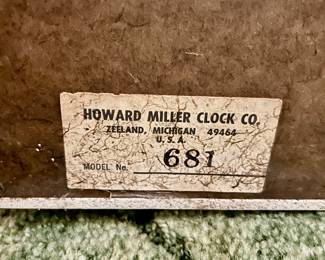 HOWARD MILLER CLOCK CO.
ZEELAND, MICHIGAN 49464
U. S. A.
MODEL No. 681